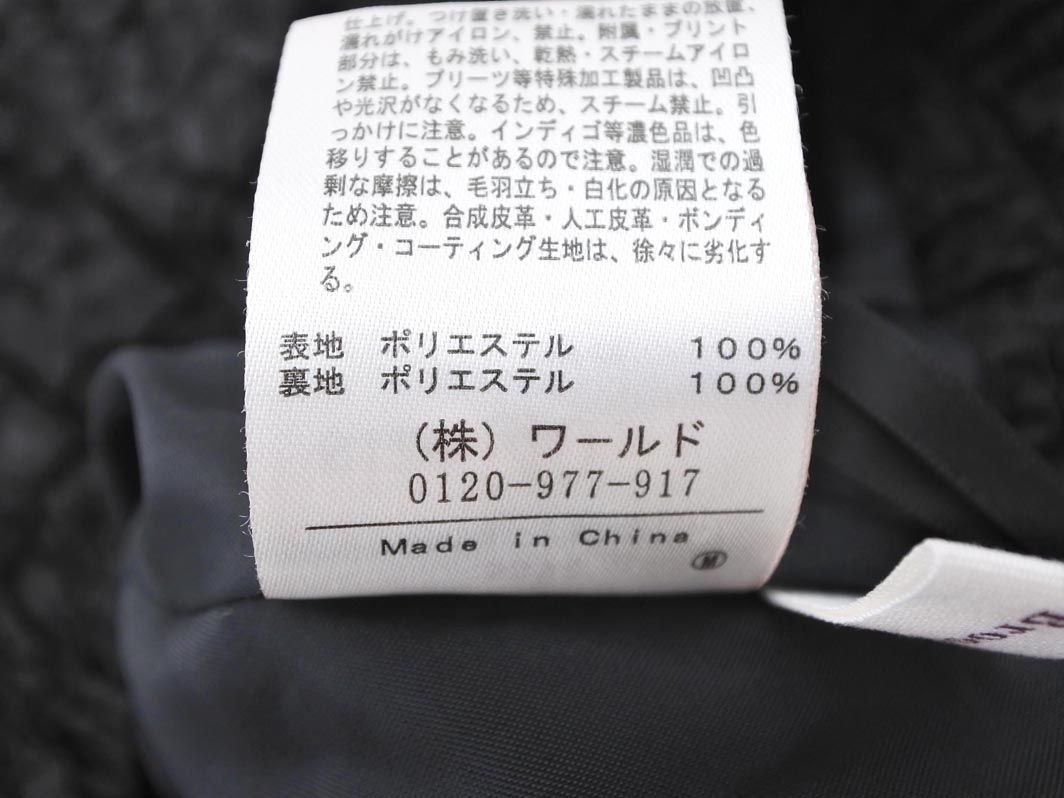 仕上げ。つけ置き洗い・濡れたままの放置、
濡れがけアイロン、禁止。附属・プリント
部分は、もみ洗い、乾熱・スチームアイロ
ン禁止。プリーツ等特殊加工製品は、凹凸
や光沢がなくなるため、スチーム禁止。引
っかけに注意。インディゴ等濃色品は、色
移りすることがあるので注意。湿潤での過
剰な摩擦は、毛羽立ち・白化の原因となる
ため注意。合成皮革・人工皮革・ボンディ
ング・コーティング生地は、徐々に劣化す
る。
表地 ポリエステル 100%
裏地 ポリエステル 100%
(株) ワールド
0120-977-917
Made in China
M